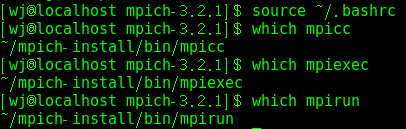 [wj@localhost mpich-3.2.1]$ source ~/.bashrc
[wj@localhost mpich-3.2.1]$ which mpicc
~/mpich-install/bin/mpicc
[wj@localhost mpich-3.2.1]$ which mpiexec
~/mpich-install/bin/mpiexec
[wj@localhost mpich-3.2.1]$ which mpirun
~/mpich-install/bin/mpirun